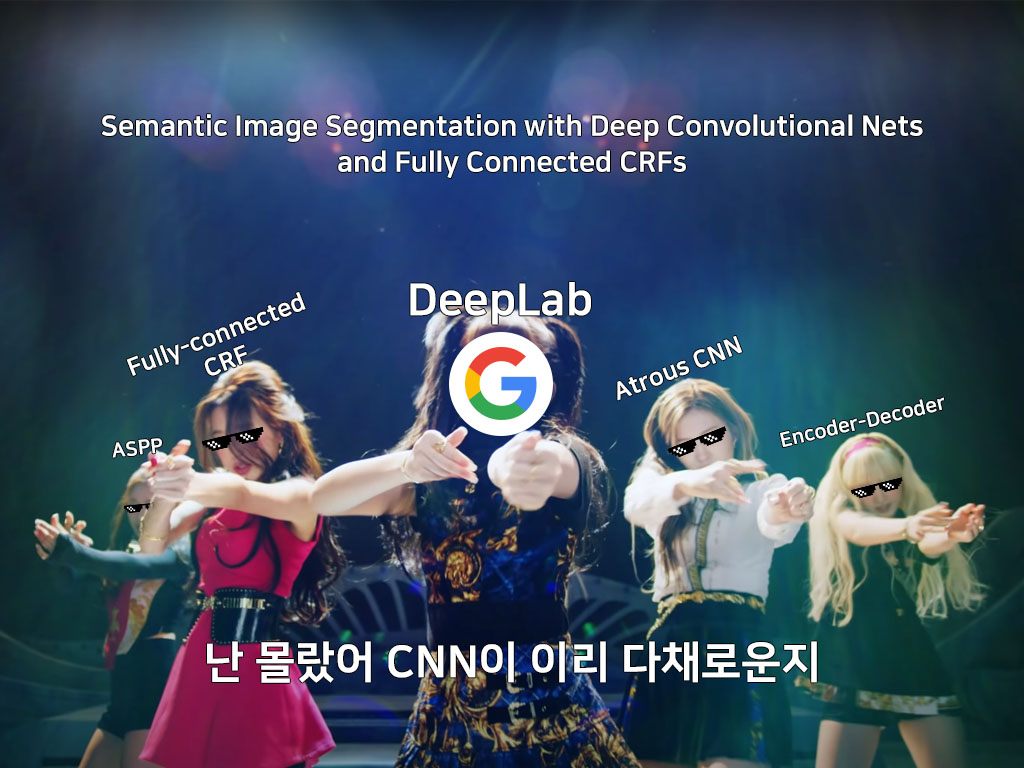 Semantic Image Segmentation with Deep Convolutional Nets
and Fully Connected CRFs
DeepLab
Fully-connected
CRF
Atrous CNN
ASPP
Encoder-Decoder
난 몰랐어 CNN이 이리 다채로운지